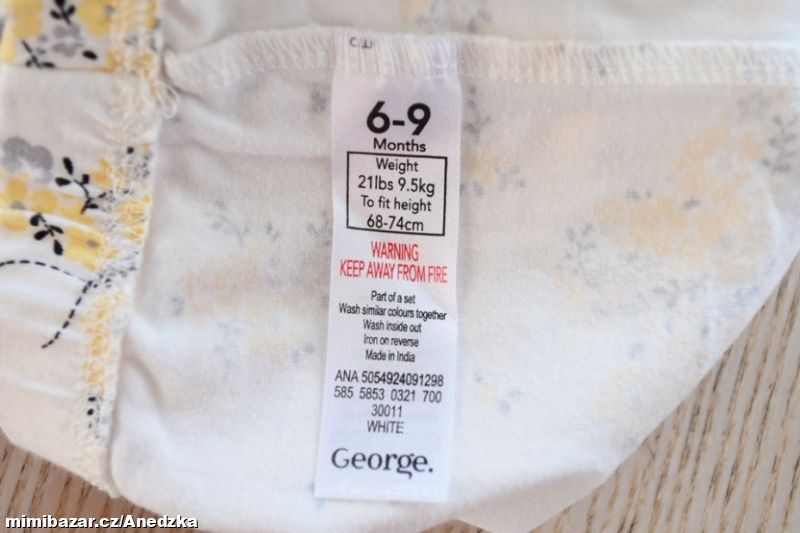 6-9
Months
Weight
21lbs 9.5kg
To fit height
68-74cm
WARNING
KEEP AWAY FROM FIRE
Part of a set
Wash similar colours together
Wash inside out
Iron on reverse
Made in India
ANA 5054924091298
585 5853 0321 700
30011
WHITE
George.
mimibazar.cz/Anedzka